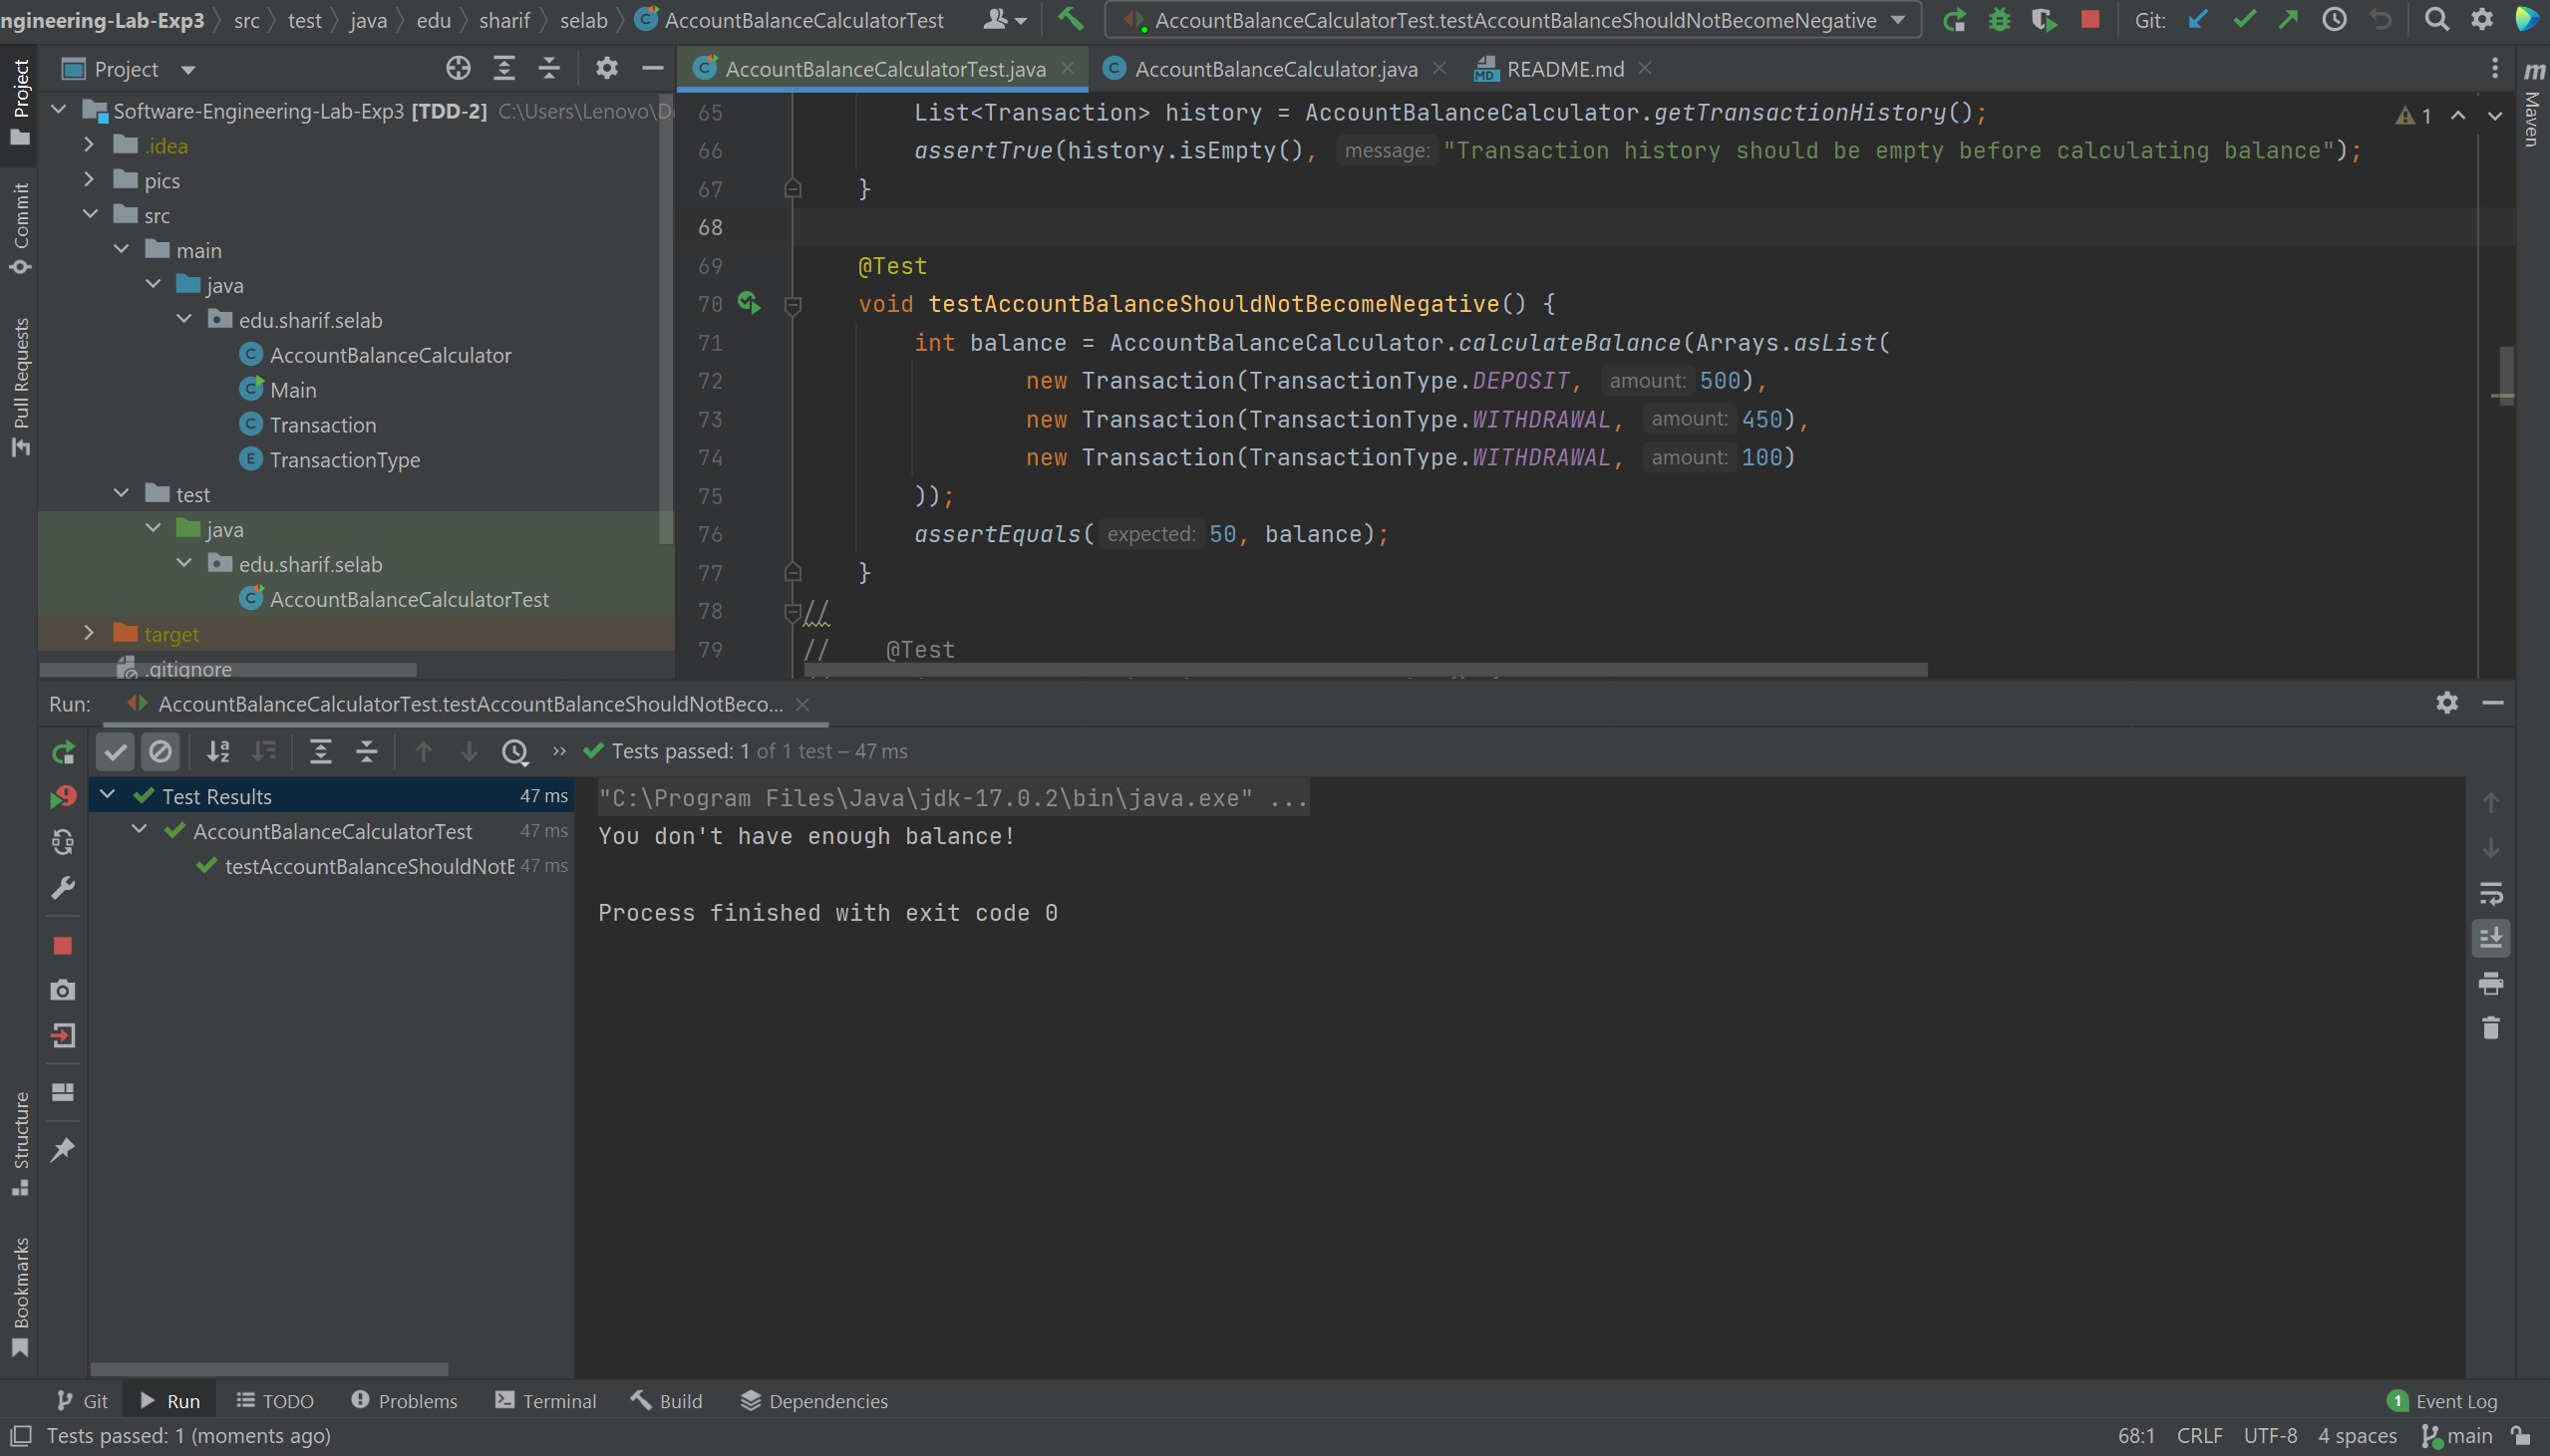 ngineering-Lab-Exp3 src test java edu sharif selab AccountBalanceCalculatorTest AccountBalanceCalculatorTest.testAccountBalanceShouldNotBecomeNegative Git:
Project
AccountBalanceCalculatorTest.java AccountBalanceCalculator.java README.md
Project
Commit
Pull Requests
Structure
Bookmarks
Maven
Software-Engineering-Lab-Exp3 [TDD-2] C:\Users\Lenovo\D
.idea
pics
src
main
java
edu.sharif.selab
AccountBalanceCalculator
Main
Transaction
TransactionType
test
java
edu.sharif.selab
AccountBalanceCalculatorTest
target
.gitignore
1
65 List<Transaction> history = AccountBalanceCalculator.getTransactionHistory();
66 assertTrue(history.isEmpty(), message: "Transaction history should be empty before calculating balance");
67 }
68
69 @Test
70 void testAccountBalanceShouldNotBecomeNegative() {
71 int balance = AccountBalanceCalculator.calculateBalance(Arrays.asList(
72 new Transaction(TransactionType.DEPOSIT, amount: 500),
73 new Transaction(TransactionType.WITHDRAWAL, amount: 450),
74 new Transaction(TransactionType.WITHDRAWAL, amount: 100)
75 ));
76 assertEquals( expected: 50, balance);
77 }
78 //
79 // @Test
Run: AccountBalanceCalculatorTest.testAccountBalanceShouldNotBeco...
Tests passed: 1 of 1 test – 47 ms
Test Results 47 ms
AccountBalanceCalculatorTest 47 ms
testAccountBalanceShouldNotB 47 ms
"C:\Program Files\Java\jdk-17.0.2\bin\java.exe" ...
You don't have enough balance!
Process finished with exit code 0
Git Run TODO Problems Terminal Build Dependencies 1 Event Log
Tests passed: 1 (moments ago) 68:1 CRLF UTF-8 4 spaces main